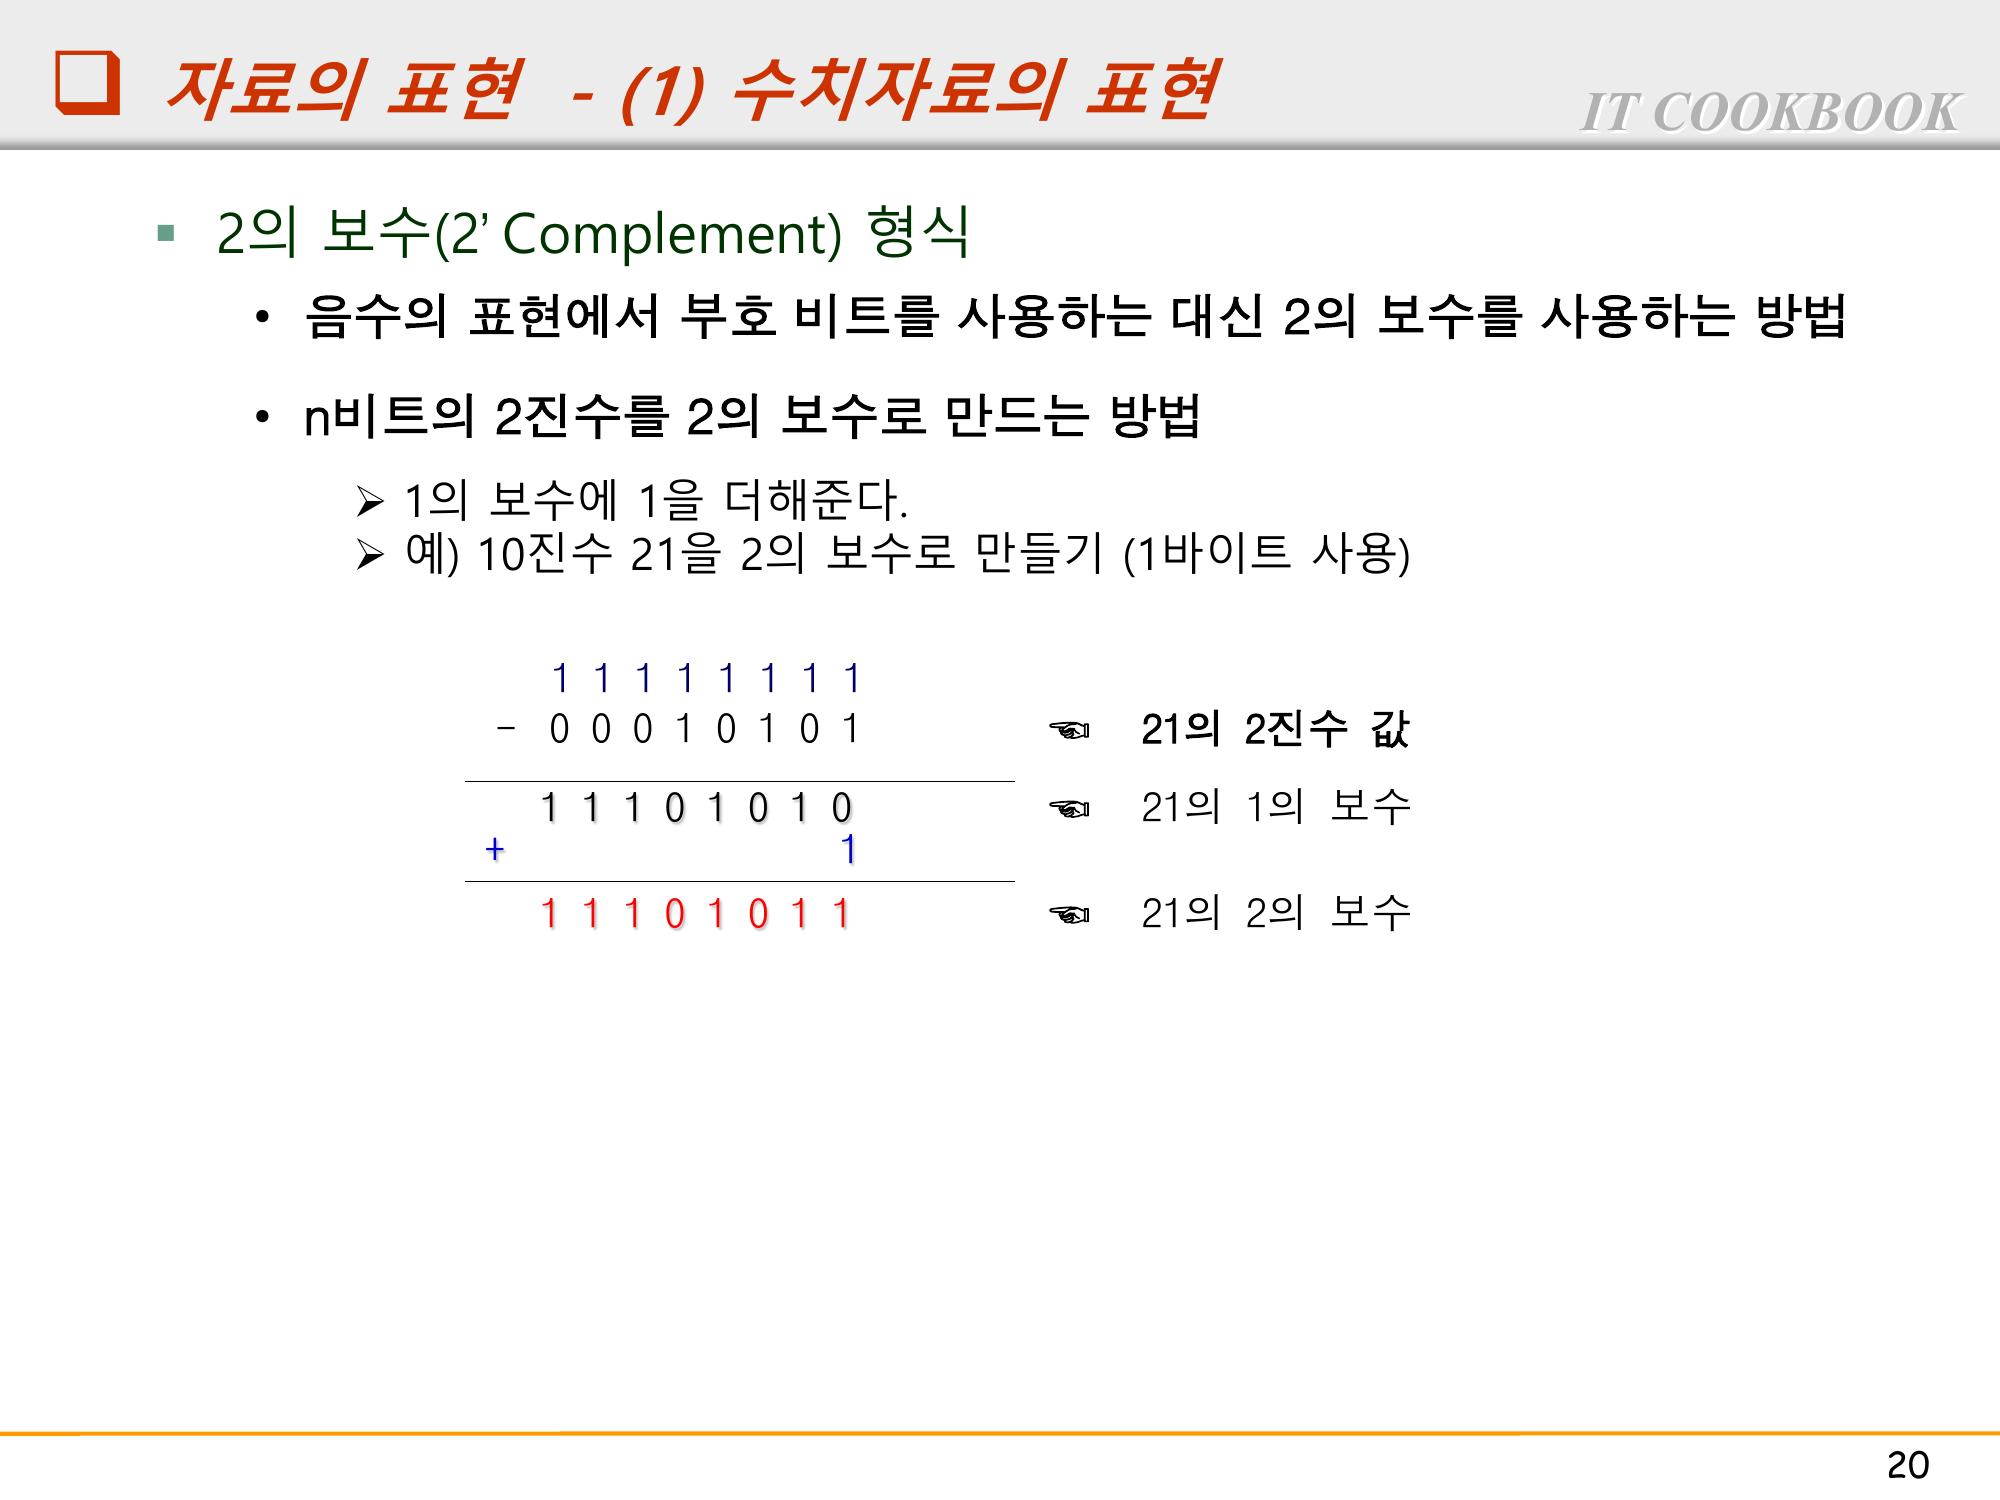 ❑ 자료의 표현 - (1) 수치자료의 표현
IT COOKBOOK
▪ 2의 보수(2’ Complement) 형식
• 음수의 표현에서 부호 비트를 사용하는 대신 2의 보수를 사용하는 방법
• n비트의 2진수를 2의 보수로 만드는 방법
➢ 1의 보수에 1을 더해준다.
➢ 예) 10진수 21을 2의 보수로 만들기 (1바이트 사용)
1 1 1 1 1 1 1 1
- 0 0 0 1 0 1 0 1 ☜ 21의 2진수 값
1 1 1 0 1 0 1 0 ☜ 21의 1의 보수
+ 1
1 1 1 0 1 0 1 1 ☜ 21의 2의 보수
20